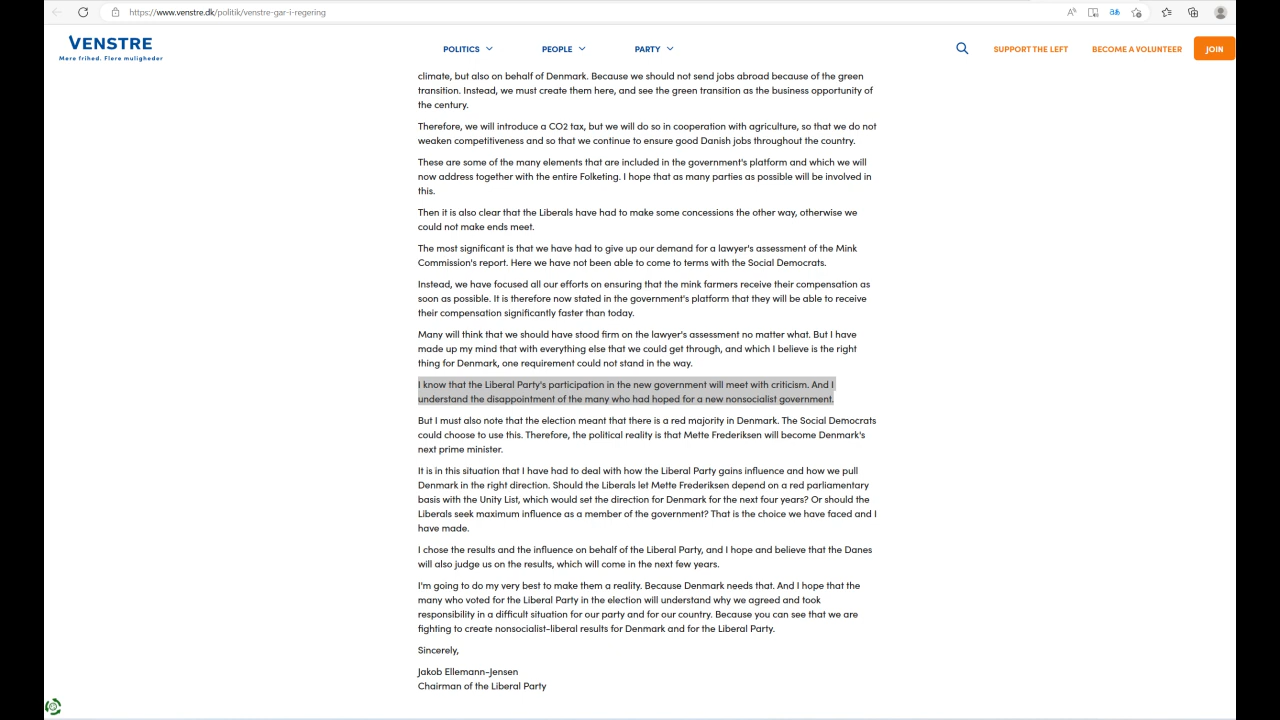 https://www.venstre.dk/politik/venstre-gar-i-regering
VENSTRE
Mere frihed. Flere muligheder
POLITICS
PEOPLE
PARTY
SUPPORT THE LEFT
BECOME A VOLUNTEER
JOIN
climate, but also on behalf of Denmark. Because we should not send jobs abroad because of the green
transition. Instead, we must create them here, and see the green transition as the business opportunity of
the century.
Therefore, we will introduce a CO2 tax, but we will do so in cooperation with agriculture, so that we do not
weaken competitiveness and so that we continue to ensure good Danish jobs throughout the country.
These are some of the many elements that are included in the government's platform and which we will
now address together with the entire Folketing. I hope that as many parties as possible will be involved in
this.
Then it is also clear that the Liberals have had to make some concessions the other way, otherwise we
could not make ends meet.
The most significant is that we have had to give up our demand for a lawyer's assessment of the Mink
Commission's report. Here we have not been able to come to terms with the Social Democrats.
Instead, we have focused all our efforts on ensuring that the mink farmers receive their compensation as
soon as possible. It is therefore now stated in the government's platform that they will be able to receive
their compensation significantly faster than today.
Many will think that we should have stood firm on the lawyer's assessment no matter what. But I have
made up my mind that with everything else that we could get through, and which I believe is the right
thing for Denmark, one requirement could not stand in the way.
I know that the Liberal Party's participation in the new government will meet with criticism. And I
understand the disappointment of the many who had hoped for a new nonsocialist government.
But I must also note that the election meant that there is a red majority in Denmark. The Social Democrats
could choose to use this. Therefore, the political reality is that Mette Frederiksen will become Denmark's
next prime minister.
It is in this situation that I have had to deal with how the Liberal Party gains influence and how we pull
Denmark in the right direction. Should the Liberals let Mette Frederiksen depend on a red parliamentary
basis with the Unity List, which would set the direction for Denmark for the next four years? Or should the
Liberals seek maximum influence as a member of the government? That is the choice we have faced and I
have made.
I chose the results and the influence on behalf of the Liberal Party, and I hope and believe that the Danes
will also judge us on the results, which will come in the next few years.
I'm going to do my very best to make them a reality. Because Denmark needs that. And I hope that the
many who voted for the Liberal Party in the election will understand why we agreed and took
responsibility in a difficult situation for our party and for our country. Because you can see that we are
fighting to create nonsocialist-liberal results for Denmark and for the Liberal Party.
Sincerely,
Jakob Ellemann-Jensen
Chairman of the Liberal Party